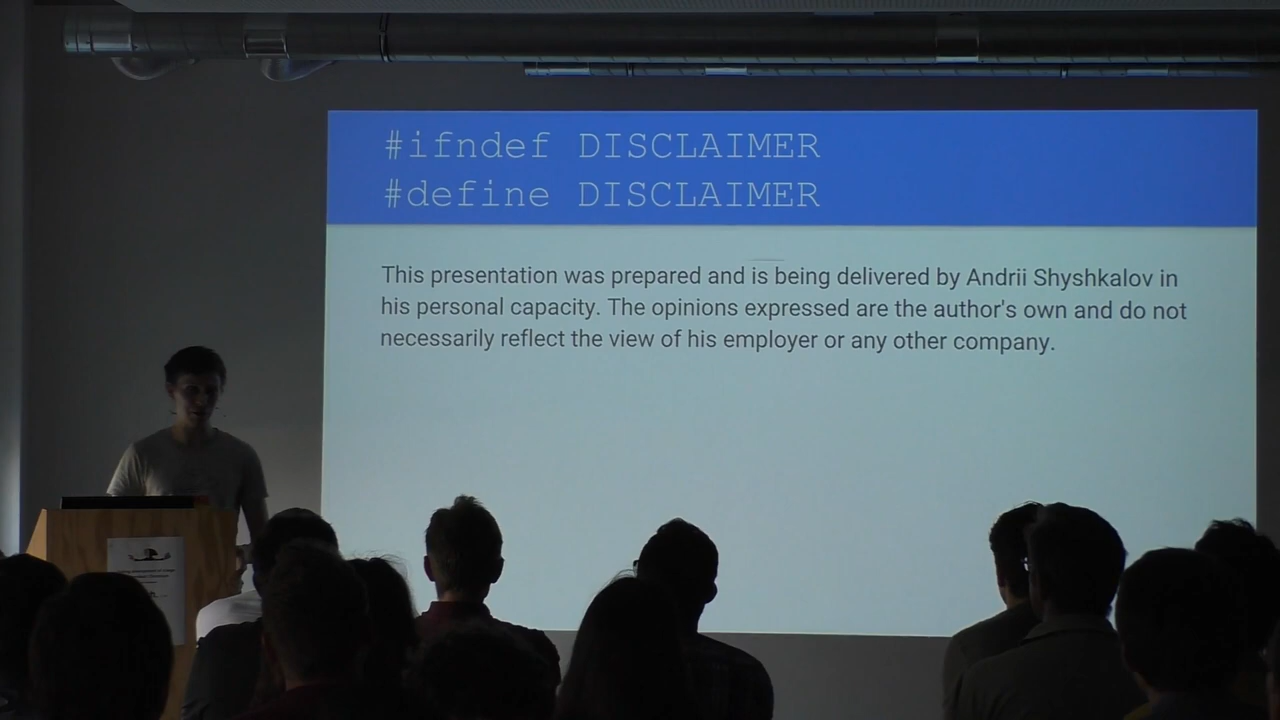 #ifndef DISCLAIMER
#define DISCLAIMER
This presentation was prepared and is being delivered by Andrii Shyshkalov in
his personal capacity. The opinions expressed are the author's own and do not
necessarily reflect the view of his employer or any other company.